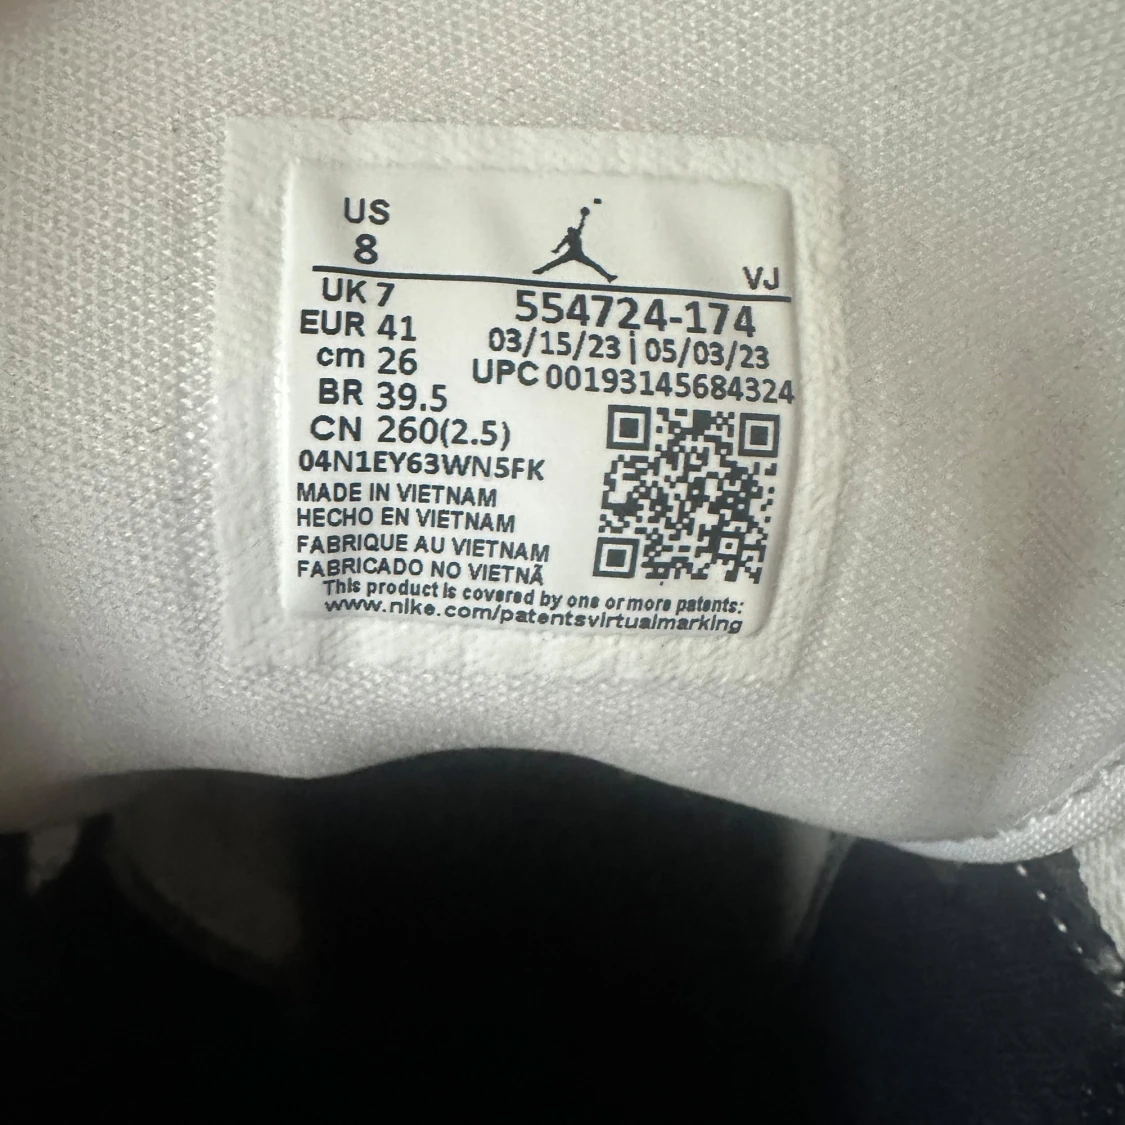 US
8
VJ
UK 7
EUR 41
cm 26
BR 39.5
CN 260(2.5)
554724-174
03/15/23 | 05/03/23
UPC 00193145684324
04N1EY63WN5FK
MADE IN VIETNAM
HECHO EN VIETNAM
FABRIQUE AU VIETNAM
FABRICADO NO VIETNÃ
This product is covered by one or more patents:
www.nike.com/patentsvirtualmarking